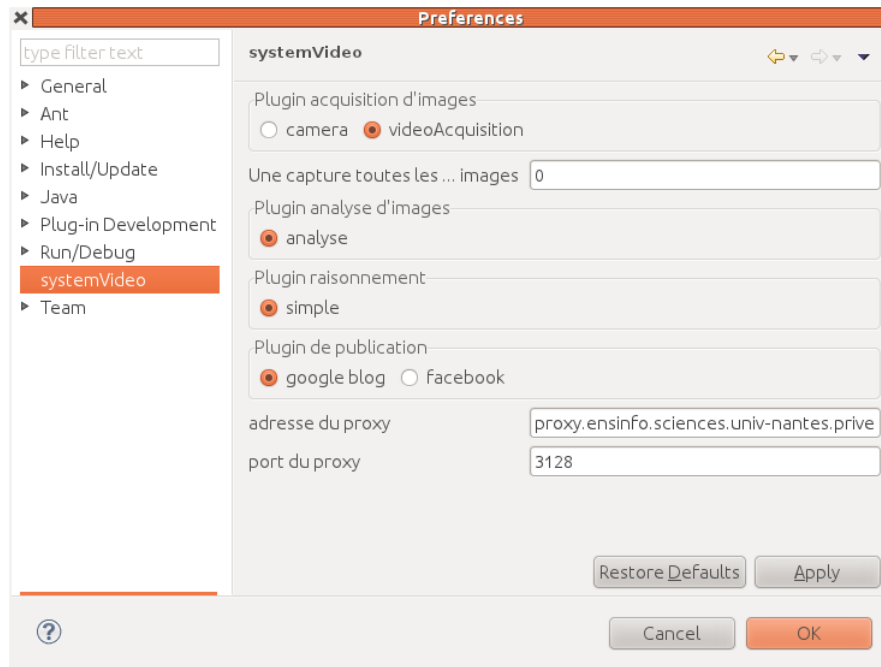 Preferences
type filter text
General
Ant
Help
Install/Update
Java
Plug-in Development
Run/Debug
systemVideo
Team
systemVideo
Plugin acquisition d'images
camera videoAcquisition
Une capture toutes les ... images 0
Plugin analyse d'images
analyse
Plugin raisonnement
simple
Plugin de publication
google blog facebook
adresse du proxy proxy.ensinfo.sciences.univ-nantes.prive
port du proxy 3128
Restore Defaults Apply
Cancel OK